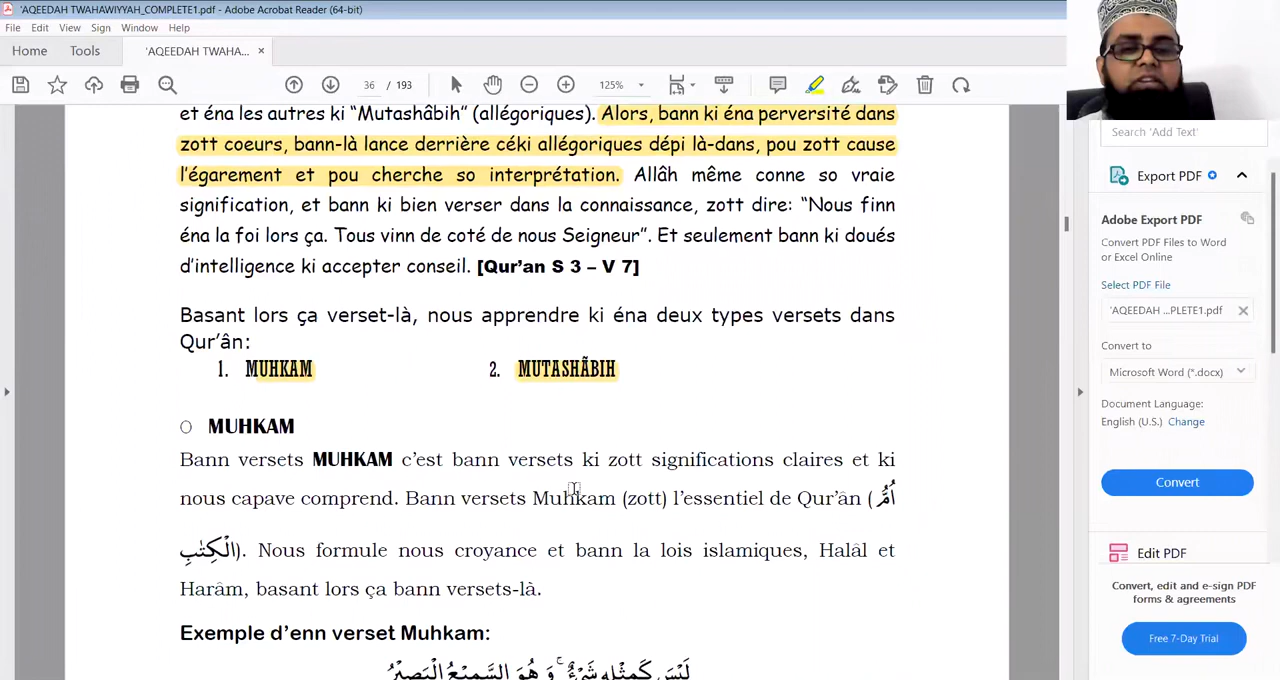 'AQEEDAH TWAHAWIYYAH_COMPLETE1.pdf - Adobe Acrobat Reader (64-bit)
File Edit View Sign Window Help
Home Tools 'AQEEDAH TWAHA... ×
36 / 193 125%
et éna les autres ki “Mutashâbih” (allégoriques). Alors, bann ki éna perversité dans
zott coeurs, bann-là lance derrière céki allégoriques dépi là-dans, pou zott cause
l’égarement et pou cherche so interprétation. Allâh même conne so vraie
signification, et bann ki bien verser dans la connaissance, zott dire: “Nous finn
éna la foi lors ça. Tous vinn de coté de nous Seigneur”. Et seulement bann ki doués
d’intelligence ki accepter conseil. [Qur’an S 3 – V 7]
Basant lors ça verset-là, nous apprendre ki éna deux types versets dans
Qur’ân:
1. MUHKAM 2. MUTASHÃBIH
MUHKAM
Bann versets MUHKAM c’est bann versets ki zott significations claires et ki
nous capave comprend. Bann versets Muhkam (zott) l’essentiel de Qur’ân (اُمُّ
الْكِتٰبِ). Nous formule nous croyance et bann la lois islamiques, Halâl et
Harâm, basant lors ça bann versets-là.
Exemple d’enn verset Muhkam:
لَيْسَ كَمِثْلِهٖ شَيْءٌ ۚ وَ هُوَ السَّمِيْعُ الْبَصِيْرُ
Search 'Add Text'
Export PDF
Adobe Export PDF
Convert PDF Files to Word
or Excel Online
Select PDF File
'AQEEDAH ...PLETE1.pdf ×
Convert to
Microsoft Word (*.docx)
Document Language:
English (U.S.) Change
Convert
Edit PDF
Convert, edit and e-sign PDF
forms & agreements
Free 7-Day Trial